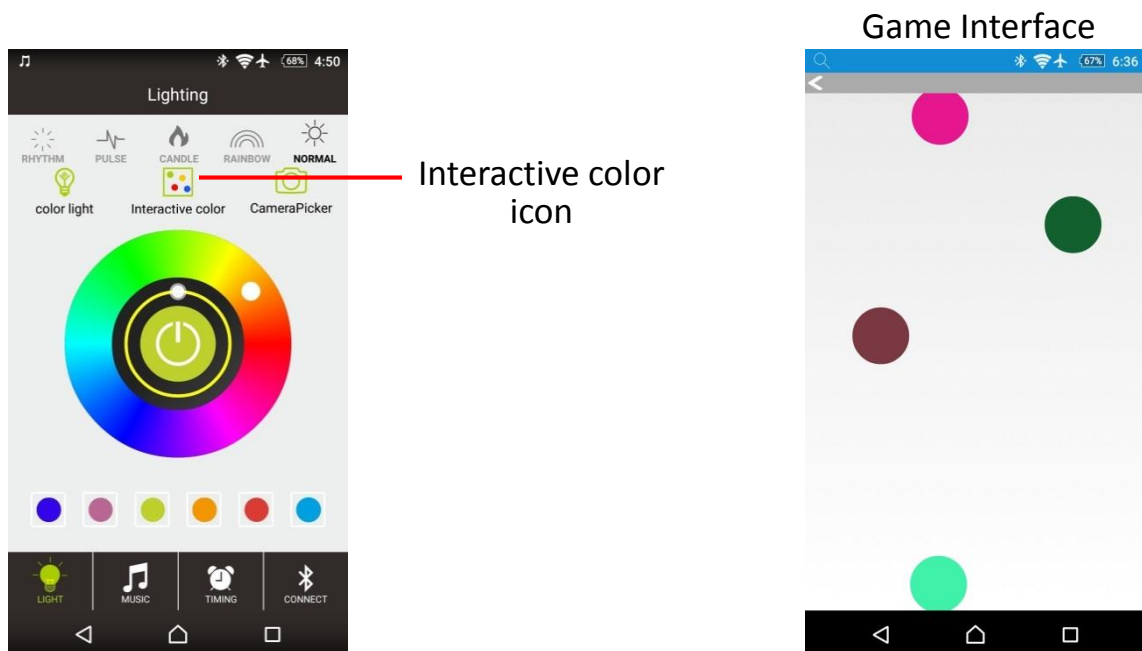 Game Interface
68% 4:50
Lighting
RHYTHM PULSE CANDLE RAINBOW NORMAL
color light Interactive color CameraPicker
LIGHT MUSIC TIMING CONNECT
Interactive color
icon
67% 6:36